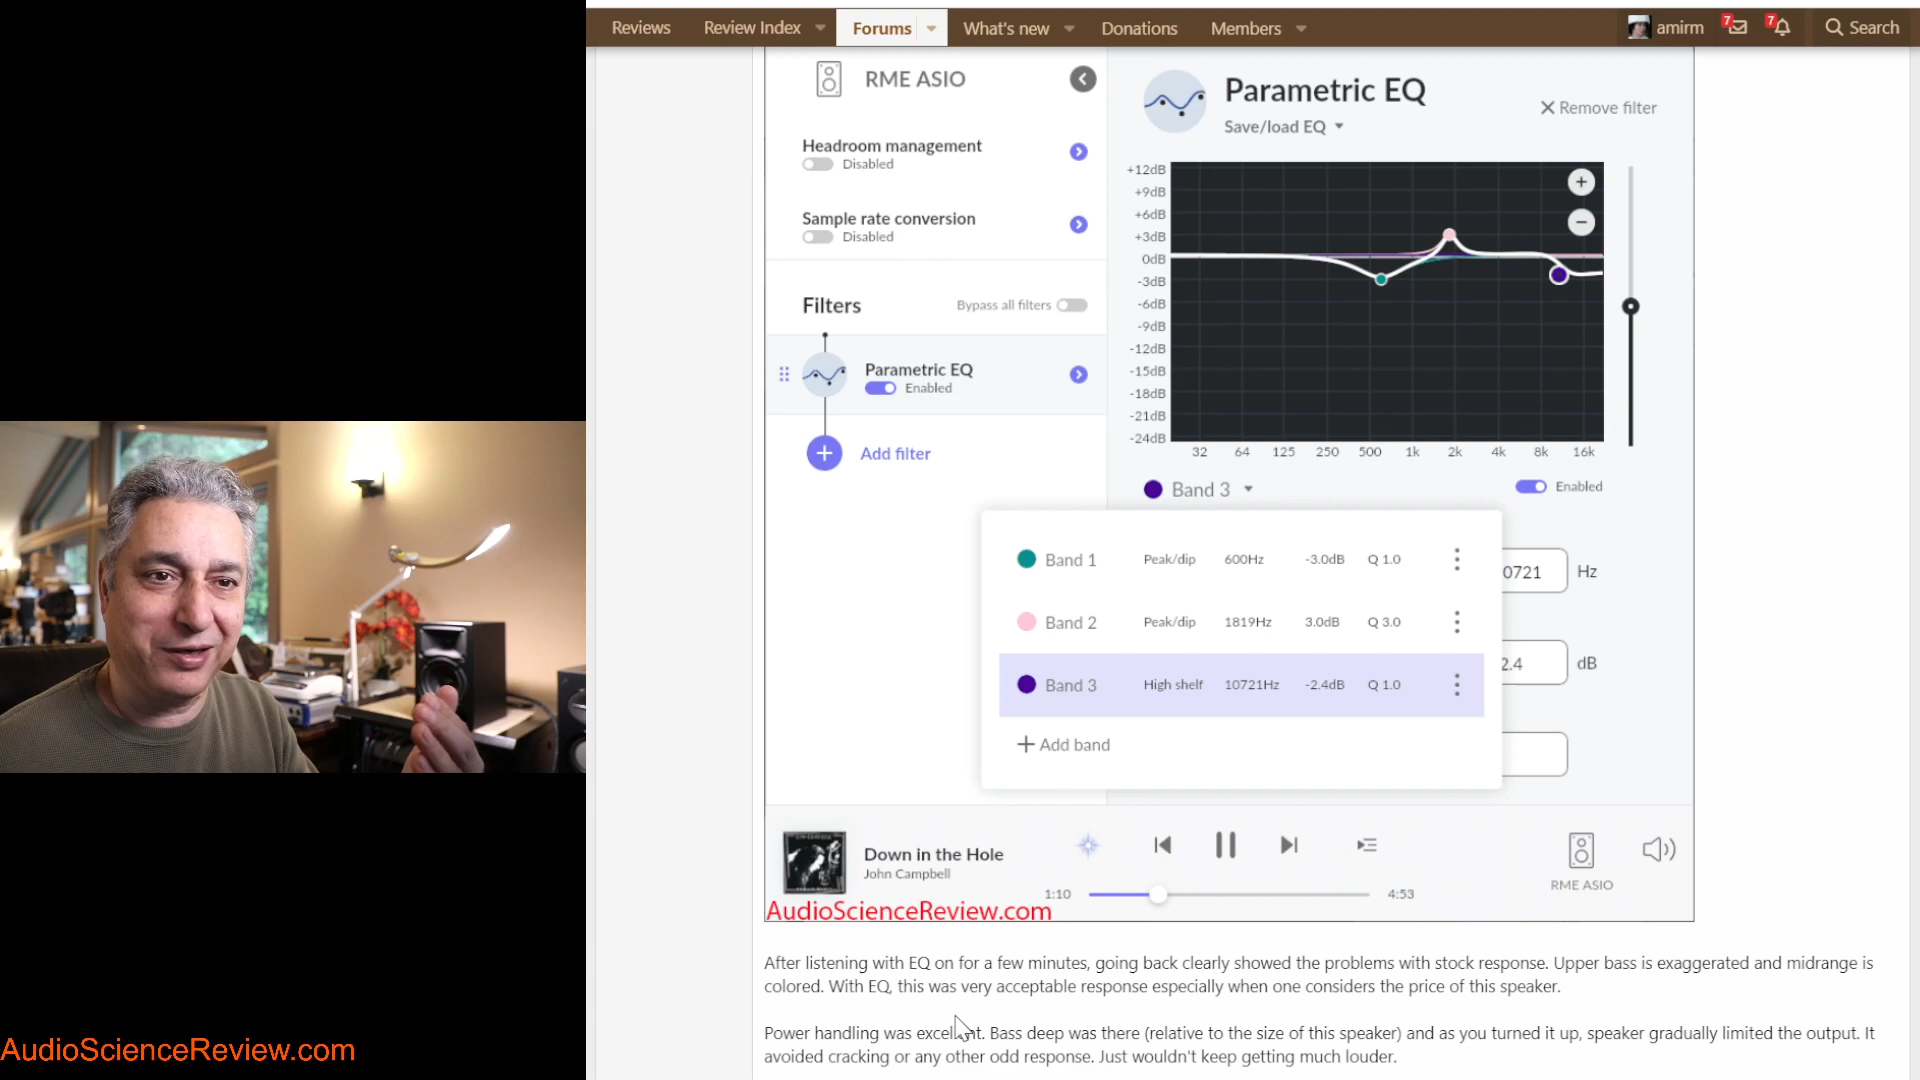 Reviews Review Index Forums What's new Donations Members 7 7 amirm Search
RME ASIO
Headroom management
Disabled
Sample rate conversion
Disabled
Filters Bypass all filters
Parametric EQ
Enabled
Add filter
Parametric EQ
Save/load EQ
Remove filter
+12dB
+9dB
+6dB
+3dB
0dB
-3dB
-6dB
-9dB
-12dB
-15dB
-18dB
-21dB
-24dB
32 64 125 250 500 1k 2k 4k 8k 16k
Band 3 Enabled
Band 1 Peak/dip 600Hz -3.0dB Q 1.0
0721 Hz
Band 2 Peak/dip 1819Hz 3.0dB Q 3.0
2.4 dB
Band 3 High shelf 10721Hz -2.4dB Q 1.0
Add band
Down in the Hole
John Campbell
1:10 4:53
RME ASIO
AudioScienceReview.com
After listening with EQ on for a few minutes, going back clearly showed the problems with stock response. Upper bass is exaggerated and midrange is
colored. With EQ, this was very acceptable response especially when one considers the price of this speaker.
Power handling was excellent. Bass deep was there (relative to the size of this speaker) and as you turned it up, speaker gradually limited the output. It
avoided cracking or any other odd response. Just wouldn't keep getting much louder.
AudioScienceReview.com